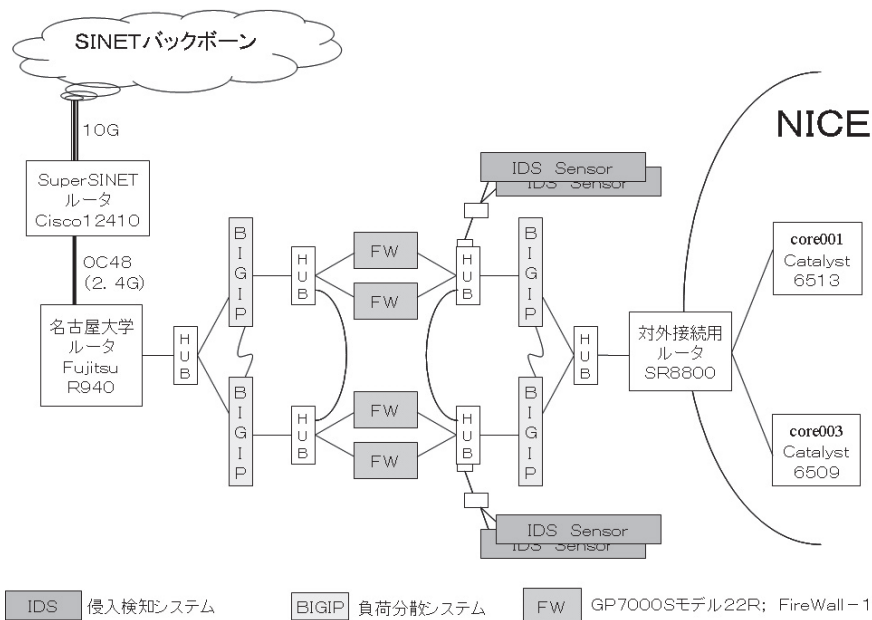 SINETバックボーン
10G
NICE
SuperSINET
ルータ
Cisco12410
OC48
(2. 4G)
名古屋大学
ルータ
Fujitsu
R940
HUB
BIGIP
BIGIP
HUB
HUB
FW
FW
FW
FW
IDS Sensor
IDS Sensor
HUB
HUB
IDS Sensor
IDS Sensor
BIGIP
BIGIP
HUB
対外接続用
ルータ
SR8800
core001
Catalyst
6513
core003
Catalyst
6509
IDS 侵入検知システム
BIGIP 負荷分散システム
FW GP7000Sモデル22R; FireWall-1